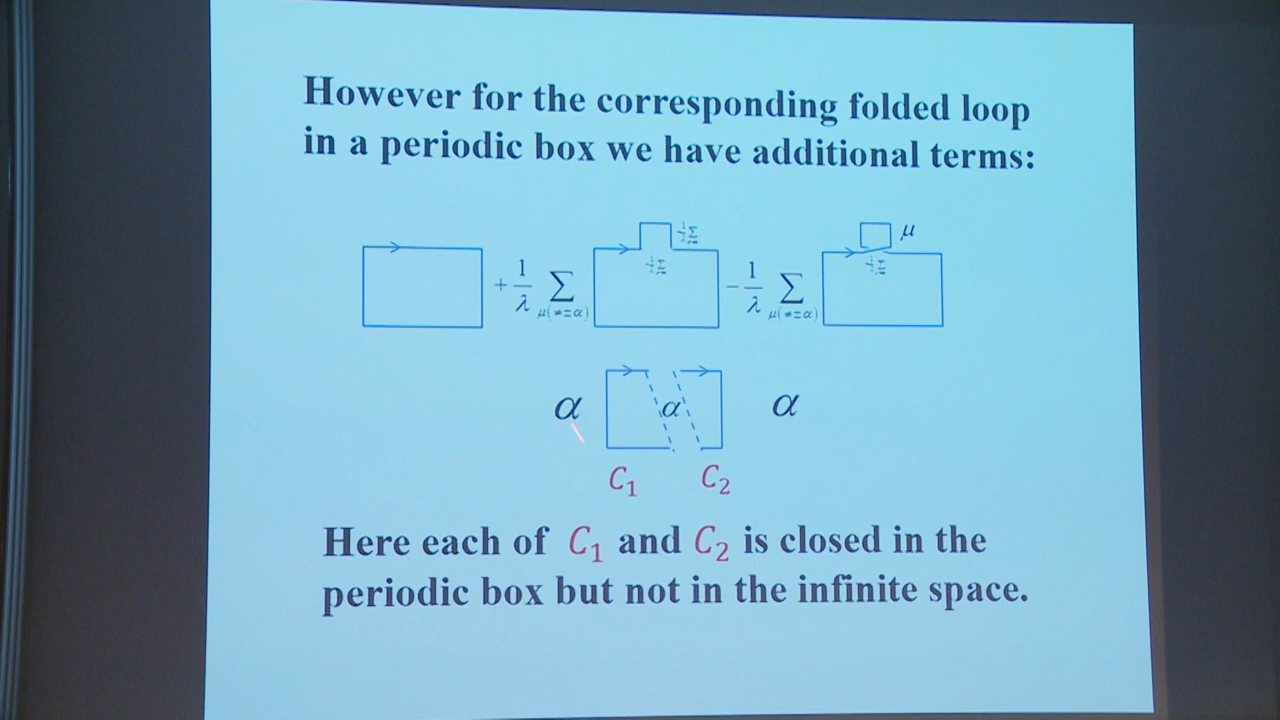 However for the corresponding folded loop
in a periodic box we have additional terms:
+ 1/λ ∑ μ(≠±α) − 1/λ ∑ μ(≠±α) μ
α α α
C₁ C₂
Here each of C₁ and C₂ is closed in the
periodic box but not in the infinite space.